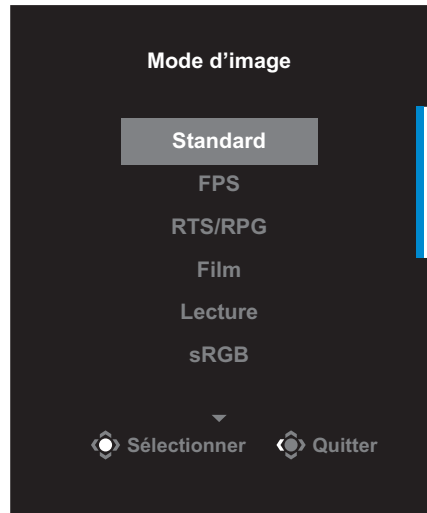 Mode d’image
Standard
FPS
RTS/RPG
Film
Lecture
sRGB
Sélectionner Quitter